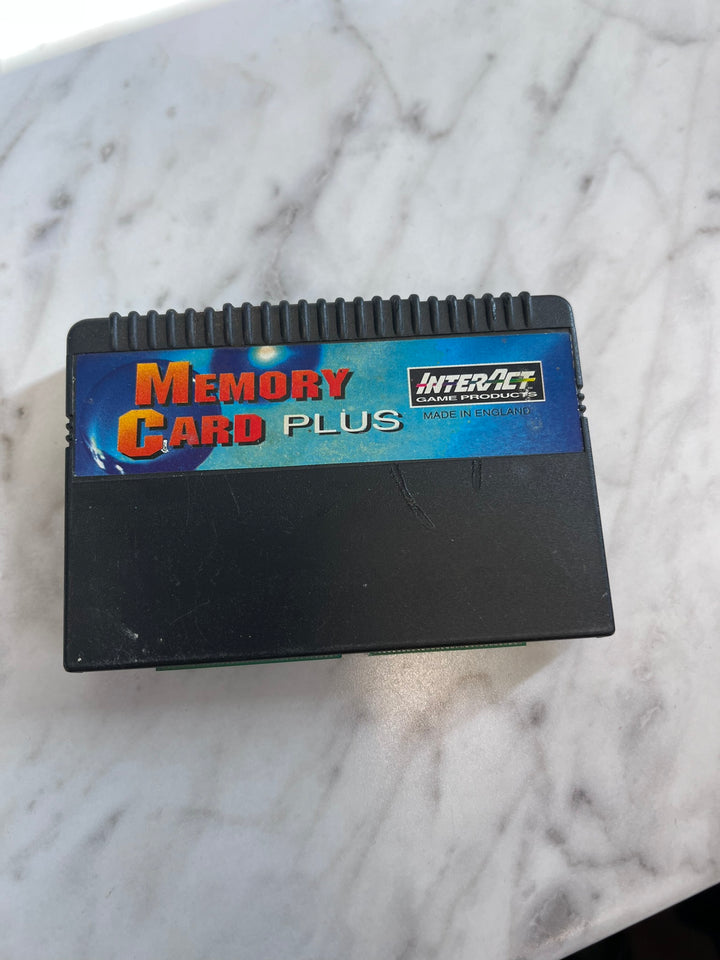 MEMORY
CARD PLUS
INTERACT
GAME PRODUCTS
MADE IN ENGLAND